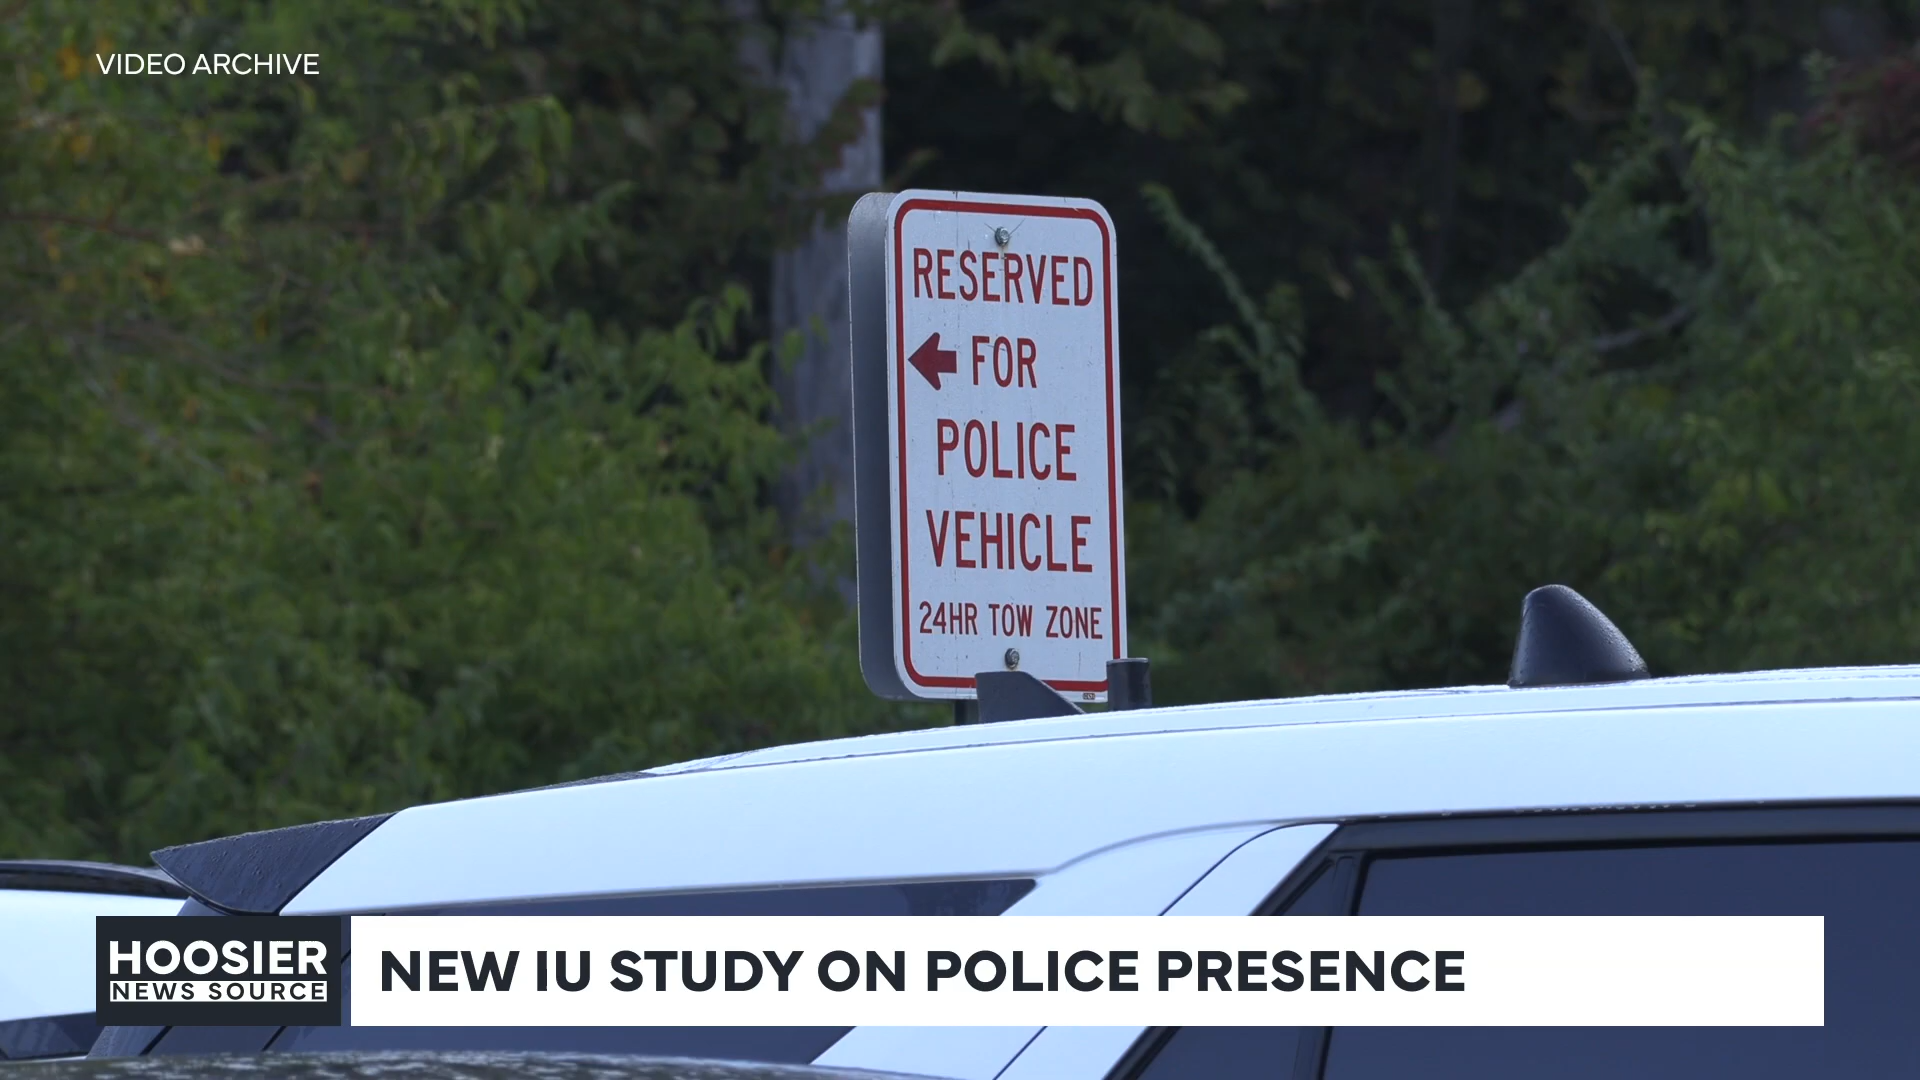 VIDEO ARCHIVE
RESERVED
FOR
POLICE
VEHICLE
24HR TOW ZONE
HOOSIER
NEWS SOURCE
NEW IU STUDY ON POLICE PRESENCE